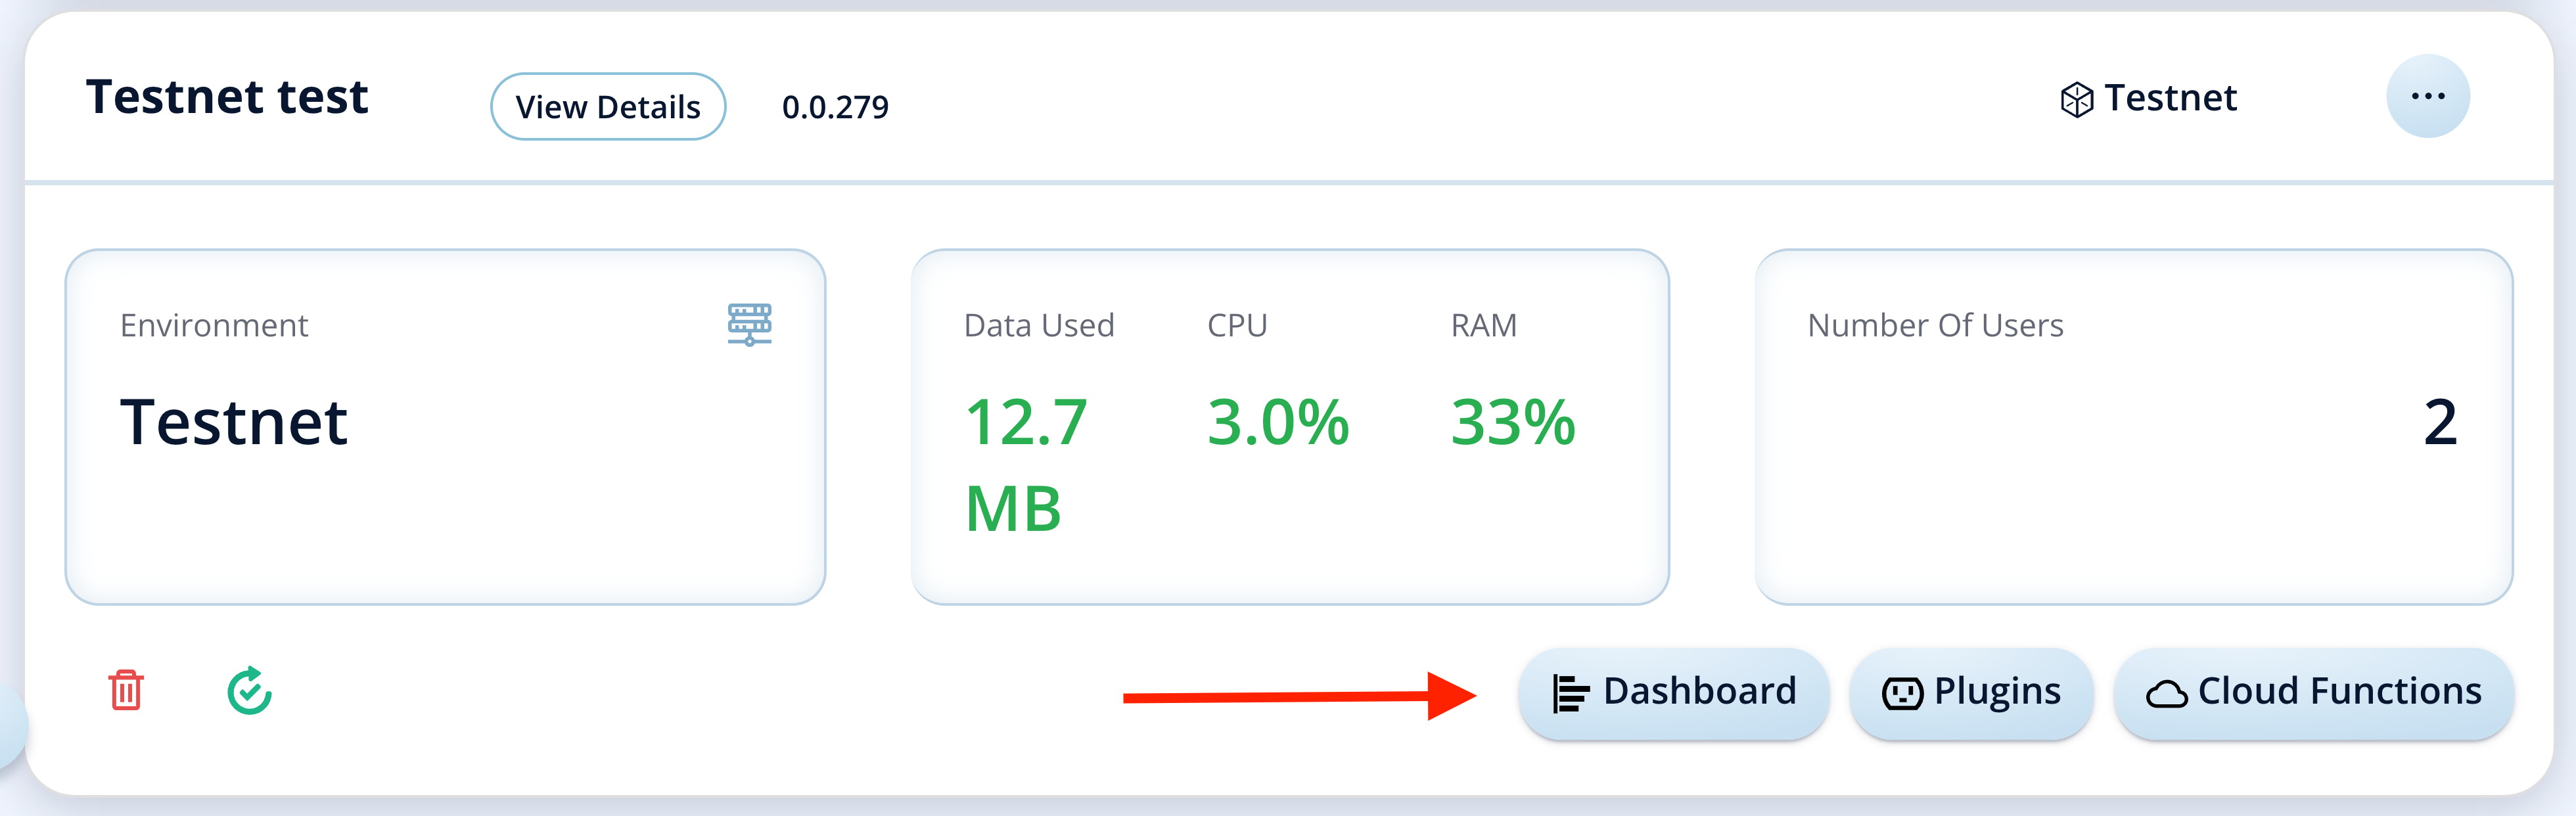 Testnet test
View Details
0.0.279
Testnet
Environment
Testnet
Data Used
12.7
MB
CPU
3.0%
RAM
33%
Number Of Users
2
Dashboard
Plugins
Cloud Functions